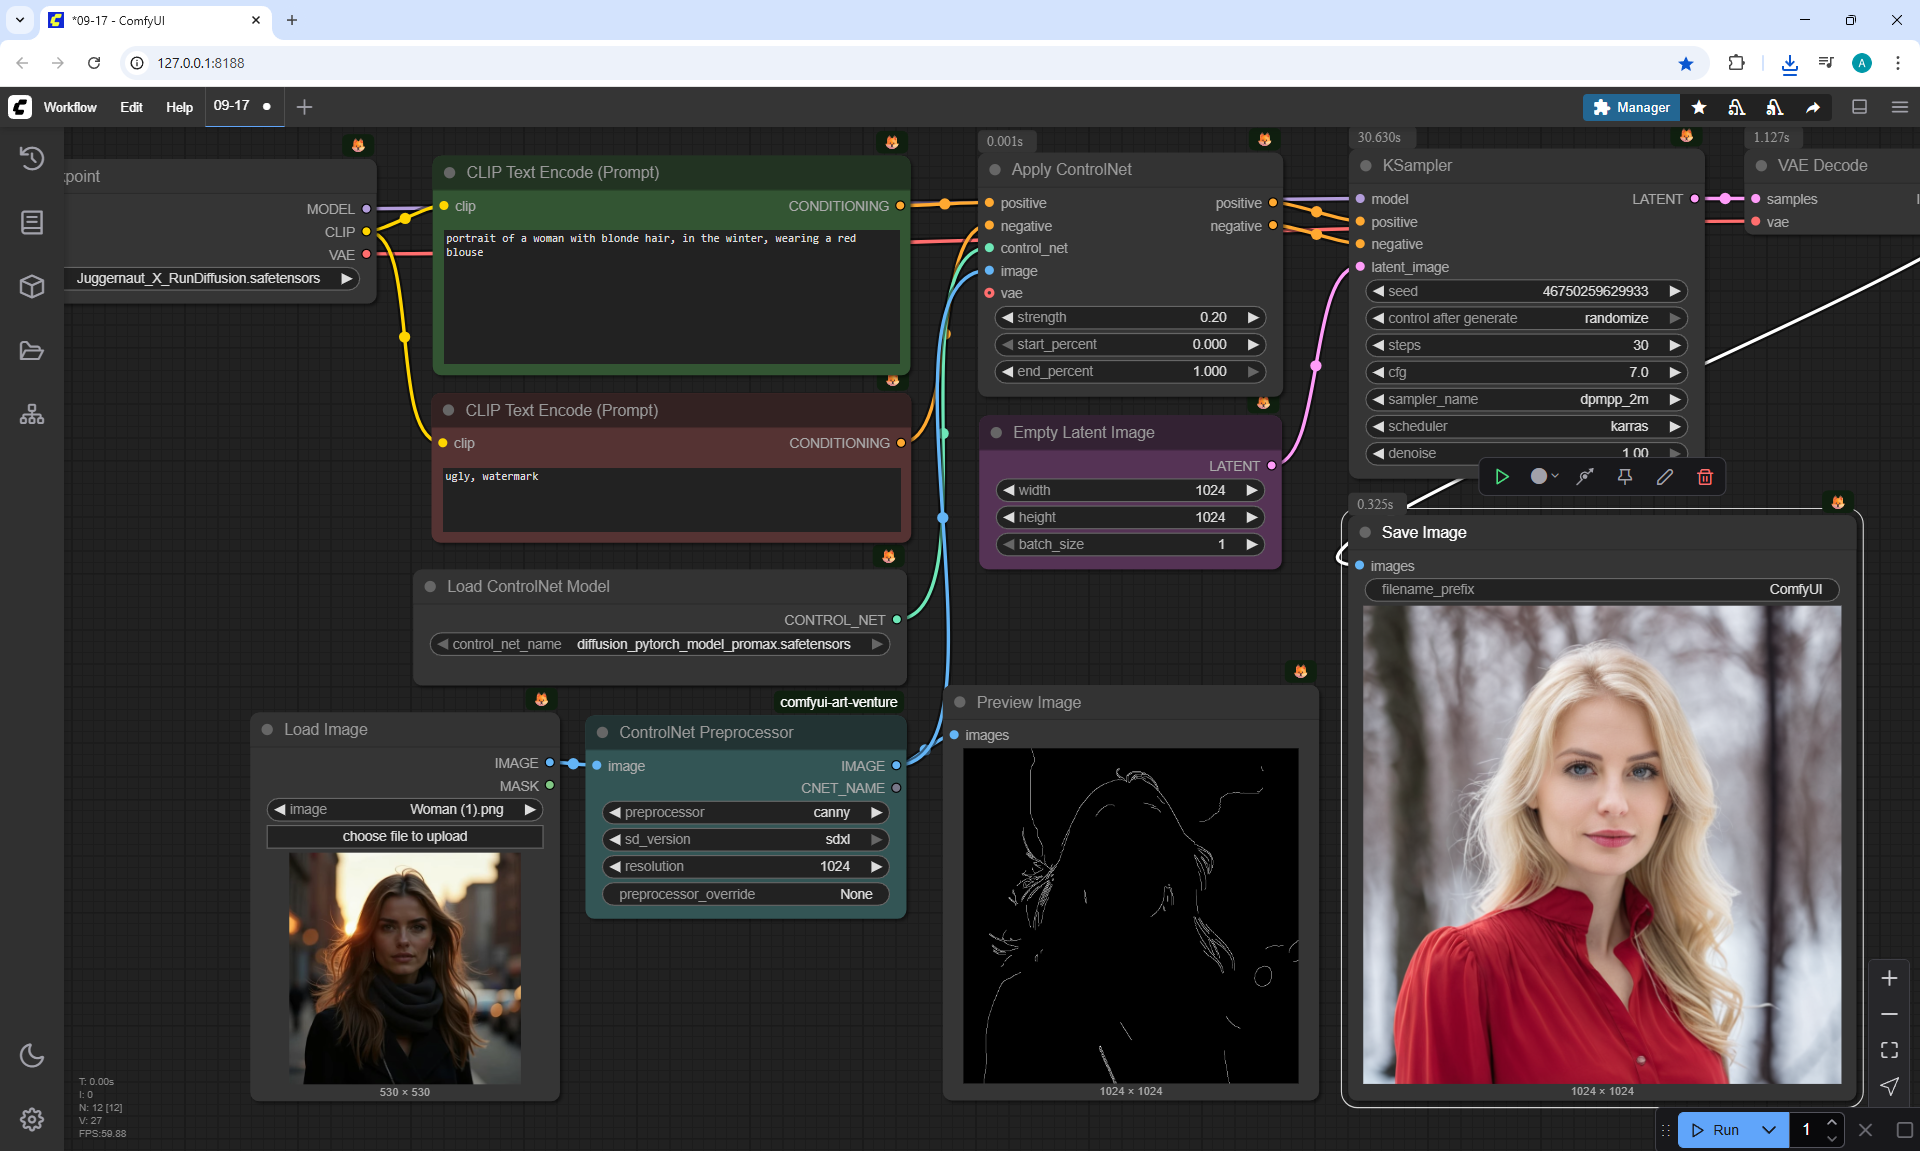 *09-17 - ComfyUI
127.0.0.1:8188
Workflow
Edit
Help
09-17
Manager
point
MODEL
CLIP
VAE
Juggernaut_X_RunDiffusion.safetensors
CLIP Text Encode (Prompt)
clip
CONDITIONING
portrait of a woman with blonde hair, in the winter, wearing a red
blouse
CLIP Text Encode (Prompt)
clip
CONDITIONING
ugly, watermark
Load ControlNet Model
CONTROL_NET
control_net_name diffusion_pytorch_model_promax.safetensors
0.001s
Apply ControlNet
positive positive
negative negative
control_net
image
vae
strength 0.20
start_percent 0.000
end_percent 1.000
Empty Latent Image
LATENT
width 1024
height 1024
batch_size 1
30.630s
KSampler
model LATENT
positive
negative
latent_image
seed 46750259629933
control after generate randomize
steps 30
cfg 7.0
sampler_name dpmpp_2m
scheduler karras
denoise 1.00
1.127s
VAE Decode
samples
vae
0.325s
Save Image
images
filename_prefix ComfyUI
1024 × 1024
Load Image
IMAGE
MASK
image Woman (1).png
choose file to upload
530 × 530
comfyui-art-venture
ControlNet Preprocessor
image IMAGE
CNET_NAME
preprocessor canny
sd_version sdxl
resolution 1024
preprocessor_override None
Preview Image
images
1024 × 1024
T: 0.00s
I: 0
N: 12 [12]
V: 27
FPS:59.88
Run
1
A